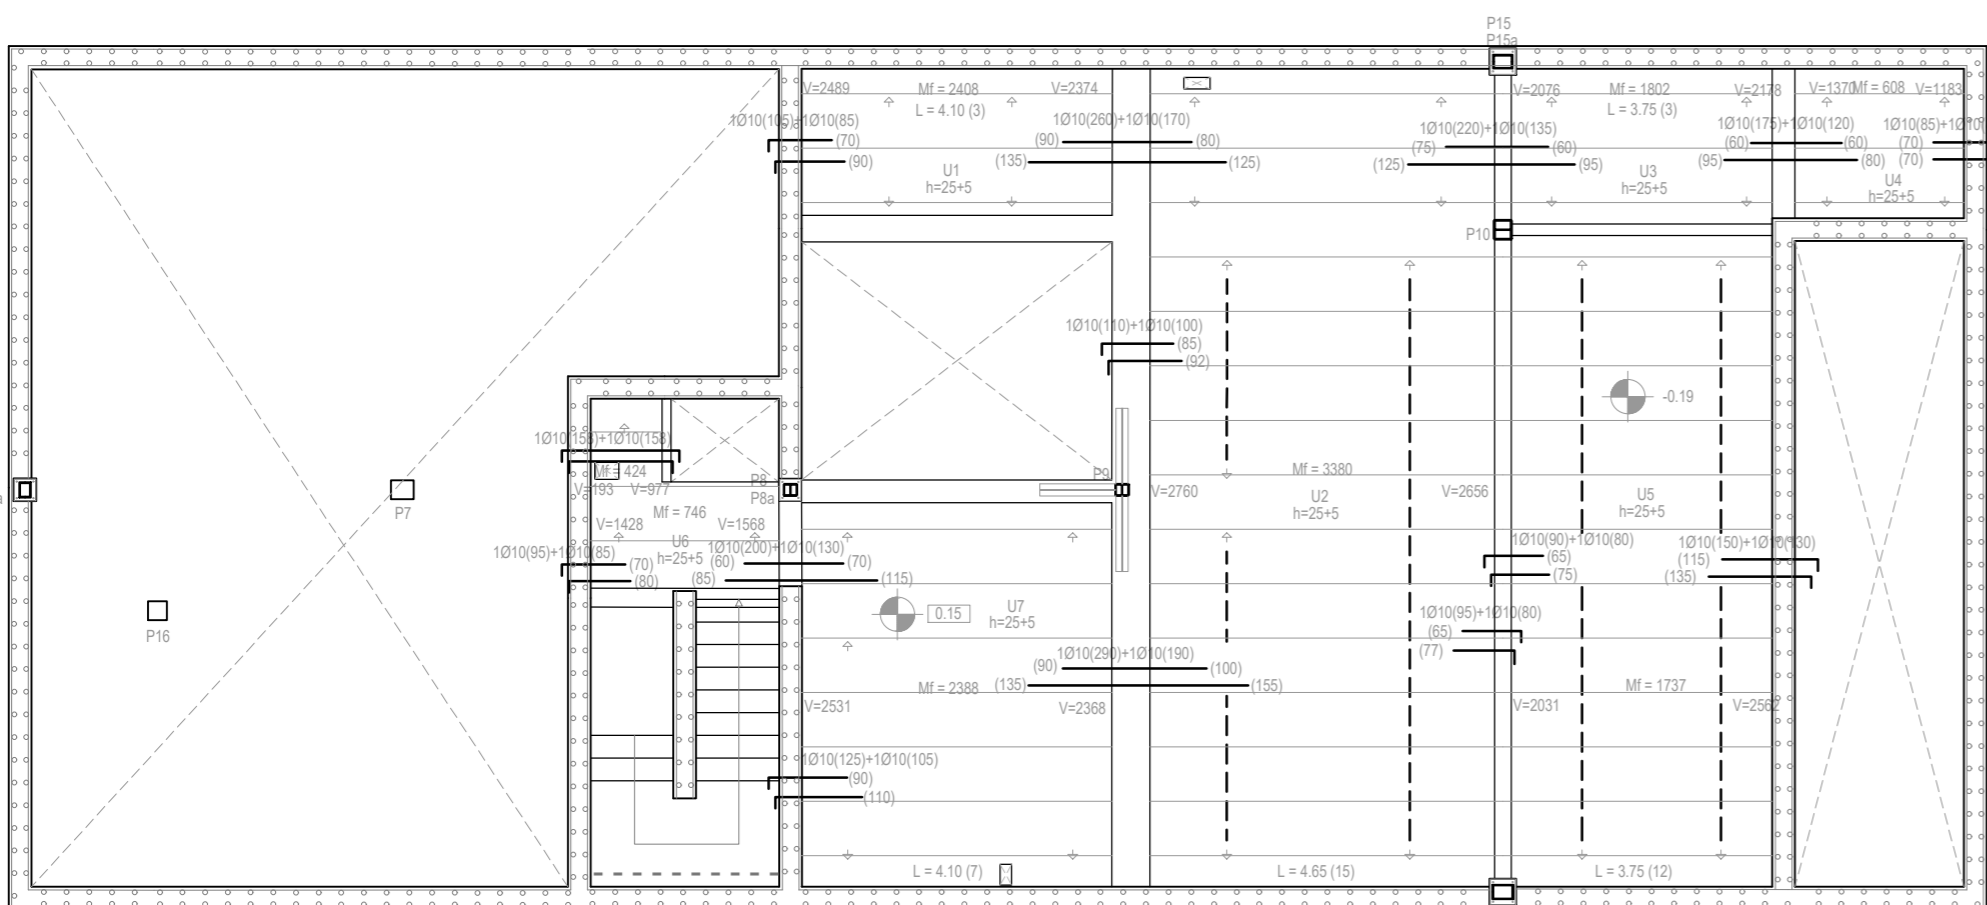 P15
P15a
V=2489
Mf = 2408
V=2374
L = 4.10 (3)
V=2076
Mf = 1802
V=2178
L = 3.75 (3)
V=1370
Mf = 608
V=1183
1Ø10(105)+1Ø10(85)
(70)
(90)
1Ø10(260)+1Ø10(170)
(90)
(80)
(135)
(125)
1Ø10(220)+1Ø10(135)
(75)
(60)
(125)
(95)
1Ø10(175)+1Ø10(120)
(60)
(60)
(95)
(80)
1Ø10(85)+1Ø10
(70)
(70)
U1
h=25+5
U3
h=25+5
U4
h=25+5
P10
1Ø10(110)+1Ø10(100)
(85)
(92)
-0.19
1Ø10(158)+1Ø10(158)
Mf = 424
V=193
V=977
P8
P8a
P9
P7
Mf = 3380
V=2760
V=2656
U2
h=25+5
U5
h=25+5
Mf = 746
V=1428
V=1568
U6
h=25+5
1Ø10(95)+1Ø10(85)
(70)
(80)
1Ø10(200)+1Ø10(130)
(60)
(70)
(85)
(115)
1Ø10(90)+1Ø10(80)
(65)
(75)
1Ø10(150)+1Ø10(130)
(115)
(135)
P16
0.15
U7
h=25+5
1Ø10(95)+1Ø10(80)
(65)
(77)
1Ø10(290)+1Ø10(190)
(90)
(100)
(135)
(155)
Mf = 2388
V=2531
V=2368
Mf = 1737
V=2031
V=2562
1Ø10(125)+1Ø10(105)
(90)
(110)
L = 4.10 (7)
L = 4.65 (15)
L = 3.75 (12)